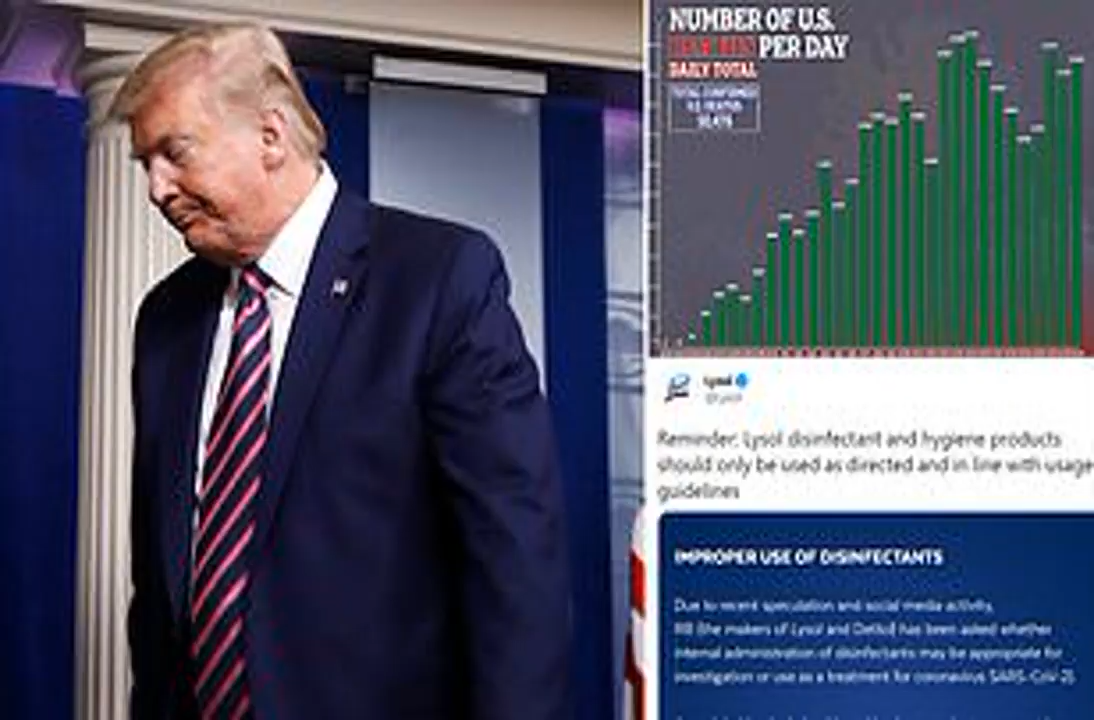 NUMBER OF U.S.
PER DAY
DAILY TOTAL
TOTAL CONFIRMED
U.S. DEATHS
Lysol
Reminder: Lysol disinfectant and hygiene products
should only be used as directed and in line with usage
guidelines
IMPROPER USE OF DISINFECTANTS
Due to recent speculation and social media activity,
RB (the makers of Lysol and Dettol) has been asked whether
internal administration of disinfectants may be appropriate for
investigation or use as a treatment for coronavirus SARS-CoV-2).